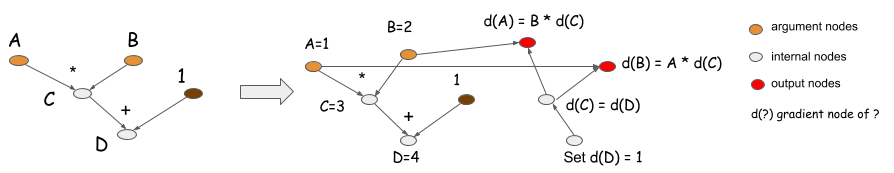 A
B
*
1
C
+
D
A=1
B=2
d(A) = B * d(C)
d(B) = A * d(C)
*
1
C=3
+
d(C) = d(D)
D=4
Set d(D) = 1
argument nodes
internal nodes
output nodes
d(?) gradient node of ?